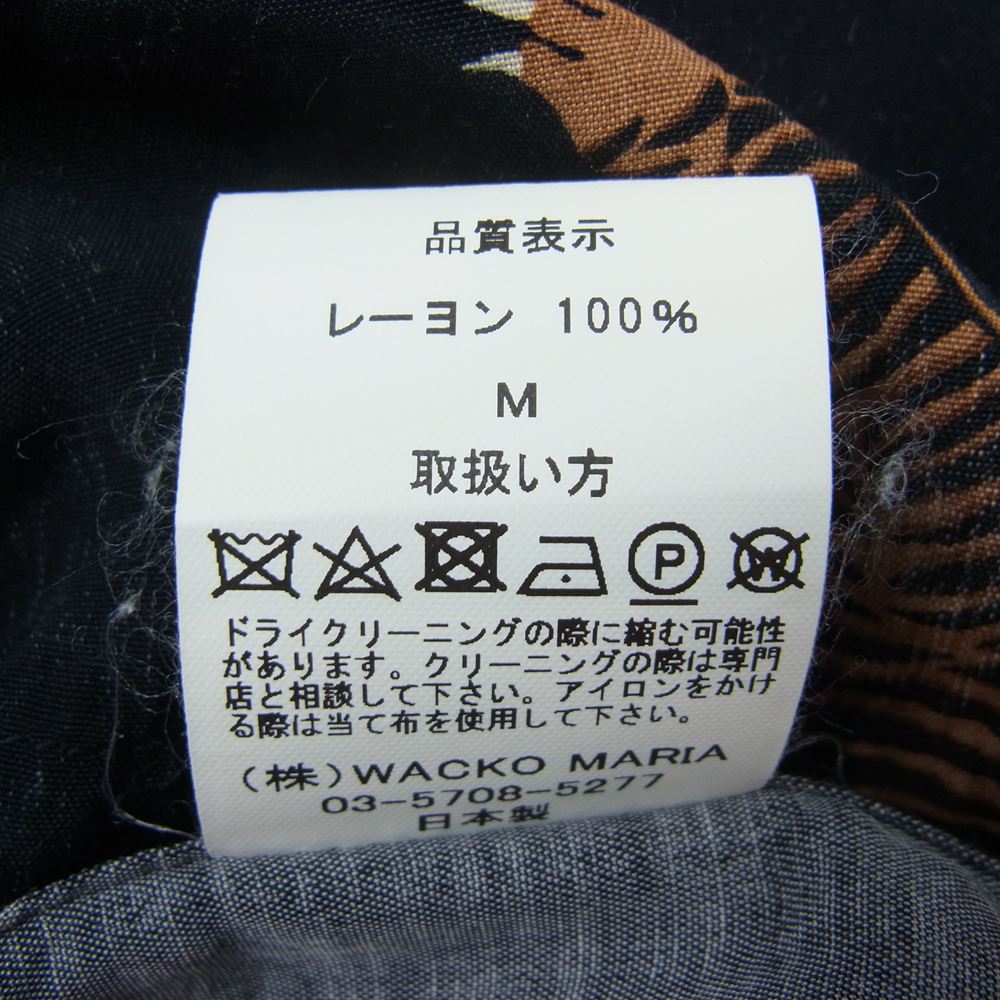 品質表示
レーヨン 100%
M
取扱い方
P W
ドライクリーニングの際に縮む可能性
があります。クリーニングの際は専門
店と相談して下さい。アイロンをかけ
る際は当て布を使用して下さい。
(株)WACKO MARIA
03-5708-5277
日本製